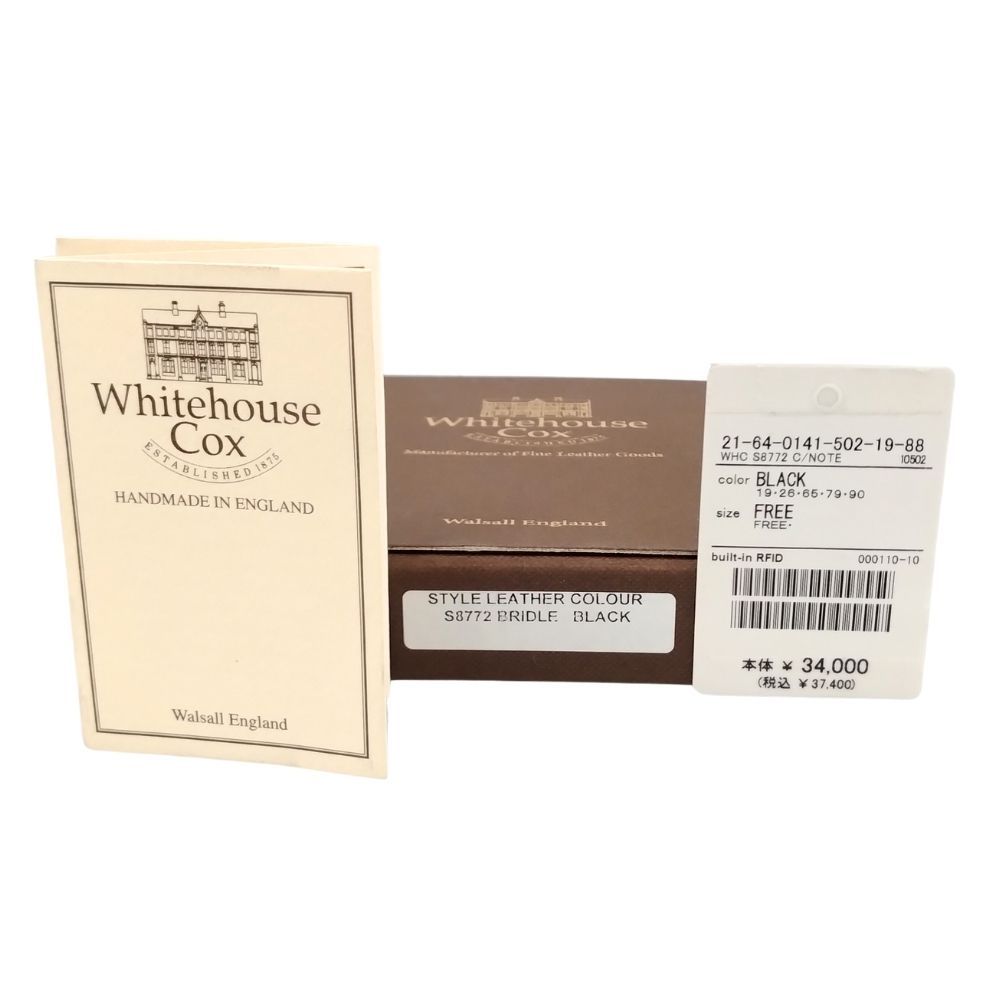 Whitehouse
Cox
ESTABLISHED 1875
HANDMADE IN ENGLAND
Walsall England
Whitehouse
Cox
ESTABLISHED 1875
Manufacturer of Fine Leather Goods
Walsall England
STYLE LEATHER COLOUR
S8772 BRIDLE BLACK
21-64-0141-502-19-88
WHC S8772 C/NOTE 10502
color BLACK
19・26・65・79・90
size FREE
FREE・
built-in RFID 000110-10
本体 ¥ 34,000
(税込 ¥ 37,400)